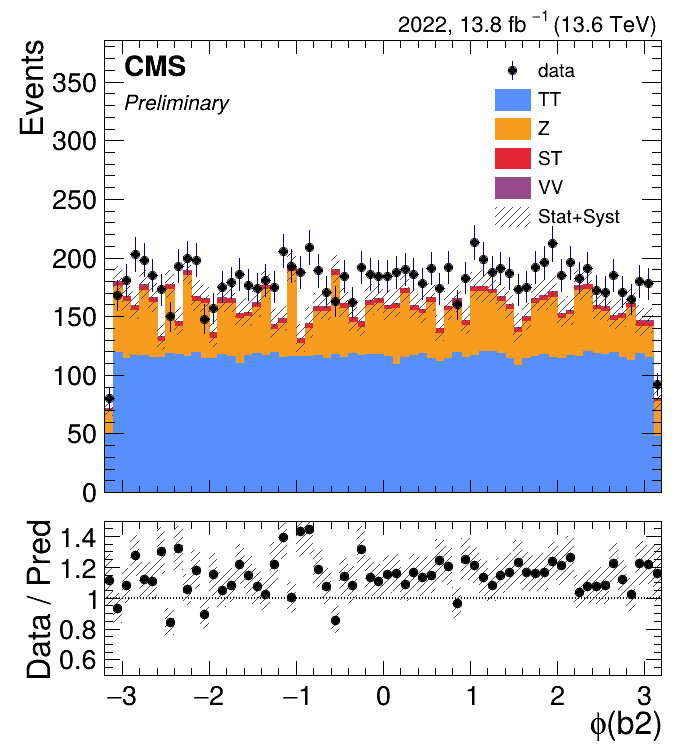 2022, 13.8 fb⁻¹ (13.6 TeV)
CMS
Preliminary
data
TT
Z
ST
VV
Stat+Syst
Events
350
300
250
200
150
100
50
0
Data / Pred
1.4
1.2
1
0.8
0.6
−3 −2 −1 0 1 2 3
ϕ(b2)